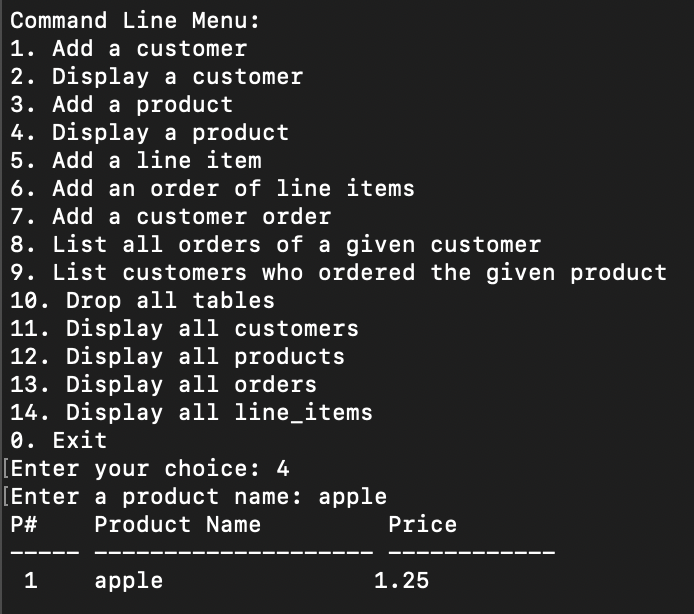 Command Line Menu:
1. Add a customer
2. Display a customer
3. Add a product
4. Display a product
5. Add a line item
6. Add an order of line items
7. Add a customer order
8. List all orders of a given customer
9. List customers who ordered the given product
10. Drop all tables
11. Display all customers
12. Display all products
13. Display all orders
14. Display all line_items
0. Exit
[Enter your choice: 4
[Enter a product name: apple
P#    Product Name         Price
----- -------------------- ------------
 1    apple               1.25